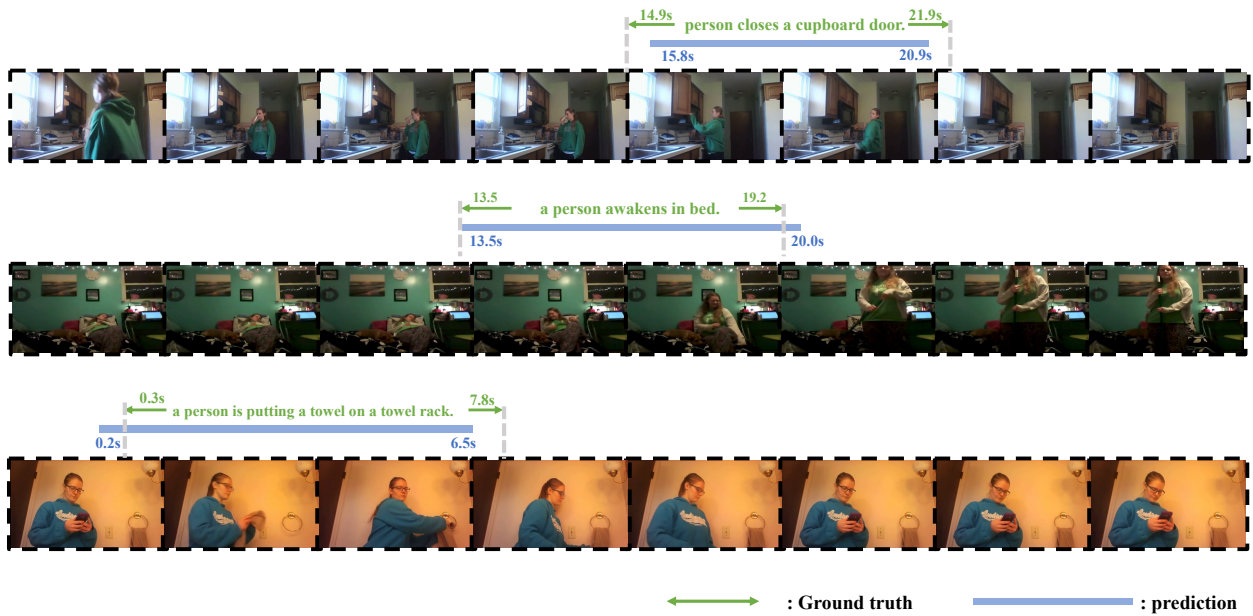 14.9s person closes a cupboard door. 21.9s
15.8s 20.9s
13.5 a person awakens in bed. 19.2
13.5s 20.0s
0.3s a person is putting a towel on a towel rack. 7.8s
0.2s 6.5s
: Ground truth : prediction